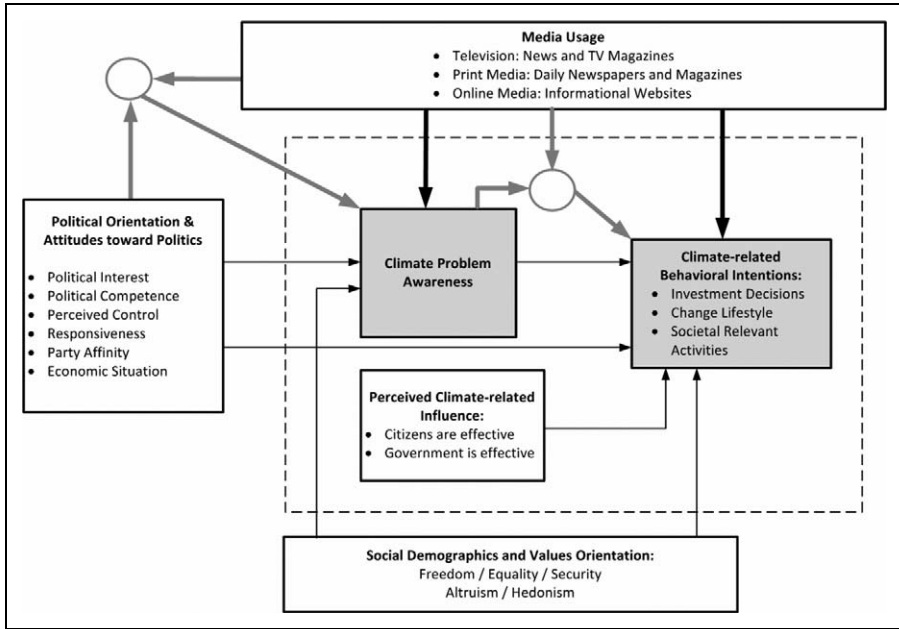 Media Usage
• Television: News and TV Magazines
• Print Media: Daily Newspapers and Magazines
• Online Media: Informational Websites
Political Orientation &
Attitudes toward Politics
• Political Interest
• Political Competence
• Perceived Control
• Responsiveness
• Party Affinity
• Economic Situation
Climate Problem
Awareness
Climate-related
Behavioral Intentions:
• Investment Decisions
• Change Lifestyle
• Societal Relevant
Activities
Perceived Climate-related
Influence:
• Citizens are effective
• Government is effective
Social Demographics and Values Orientation:
Freedom / Equality / Security
Altruism / Hedonism